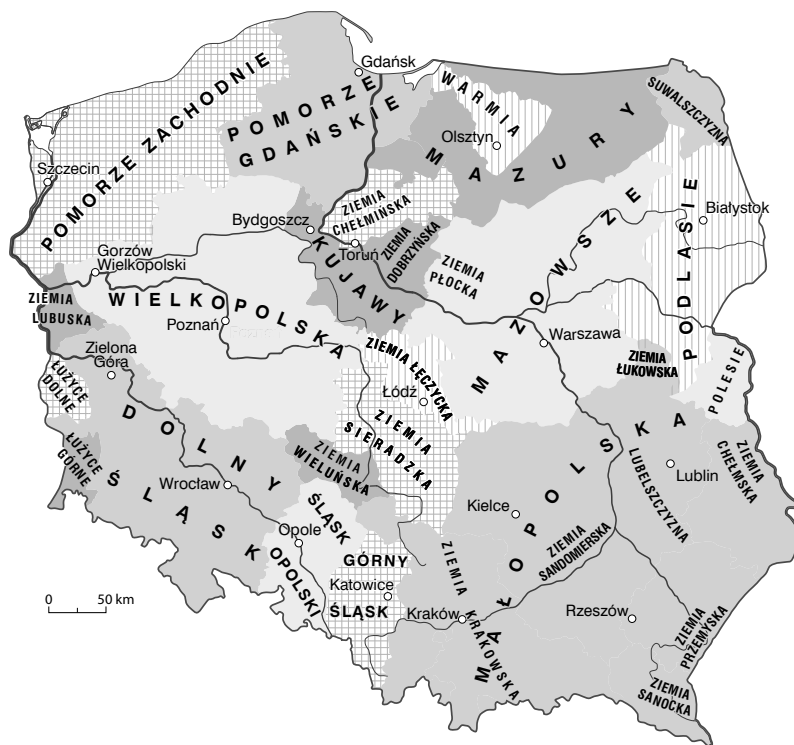 Gdańsk
POMORZE ZACHODNIE
POMORZE
GDAŃSKIE
WARMIA
Olsztyn
MAZURY
SUWALSZCZYZNA
Szczecin
Bydgoszcz
ZIEMIA
CHEŁMIŃSKA
Toruń
ZIEMIA
DOBRZYŃSKA
KUJAWY
ZIEMIA
PŁOCKA
MAZOWSZE
Białystok
PODLASIE
Gorzów
Wielkopolski
ZIEMIA
LUBUSKA
WIELKOPOLSKA
Poznań
Warszawa
ZIEMIA
ŁUKOWSKA
POLESIE
Zielona
Góra
ŁUŻYCE
DOLNE
ŁUŻYCE
GÓRNE
ZIEMIA ŁĘCZYCKA
Łódź
ZIEMIA
SIERADZKA
DOLNY
ŚLĄSK
Wrocław
ZIEMIA
WIELUŃSKA
ŚLĄSK
OPOLSKI
Opole
GÓRNY
ŚLĄSK
Katowice
Kielce
MAŁOPOLSKA
LUBELSZCZYZNA
Lublin
ZIEMIA
CHEŁMSKA
ZIEMIA
SANDOMIERSKA
ZIEMIA
KRAKOWSKA
Kraków
Rzeszów
ZIEMIA
PRZEMYSKA
ZIEMIA
SANOCKA
0 50 km